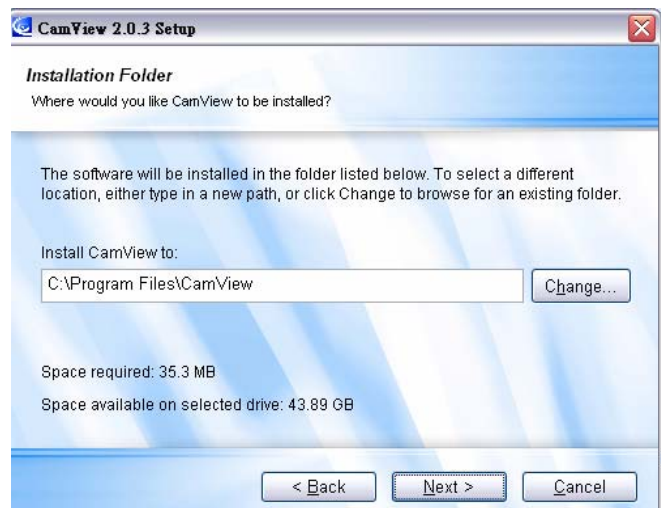 CamView 2.0.3 Setup
Installation Folder
Where would you like CamView to be installed?
The software will be installed in the folder listed below. To select a different
location, either type in a new path, or click Change to browse for an existing folder.
Install CamView to:
C:\Program Files\CamView
Change...
Space required: 35.3 MB
Space available on selected drive: 43.89 GB
< Back
Next >
Cancel